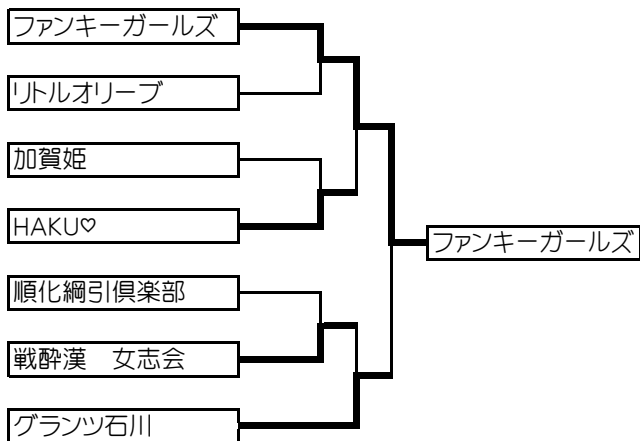 ファンキーガールズ
リトルオリーブ
加賀姫
HAKU♡
ファンキーガールズ
順化綱引倶楽部
戦酔漢　女志会
グランツ石川